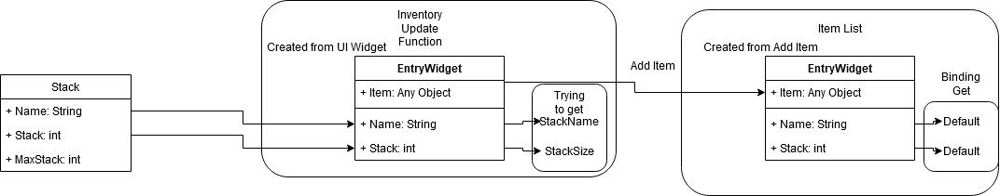 Stack
+ Name: String
+ Stack: int
+ MaxStack: int
Inventory
Update
Function
Created from UI Widget
EntryWidget
+ Item: Any Object
+ Name: String
+ Stack: int
Trying
to get
StackName
StackSize
Add Item
Item List
Created from Add Item
EntryWidget
+ Item: Any Object
+ Name: String
+ Stack: int
Binding
Get
Default
Default